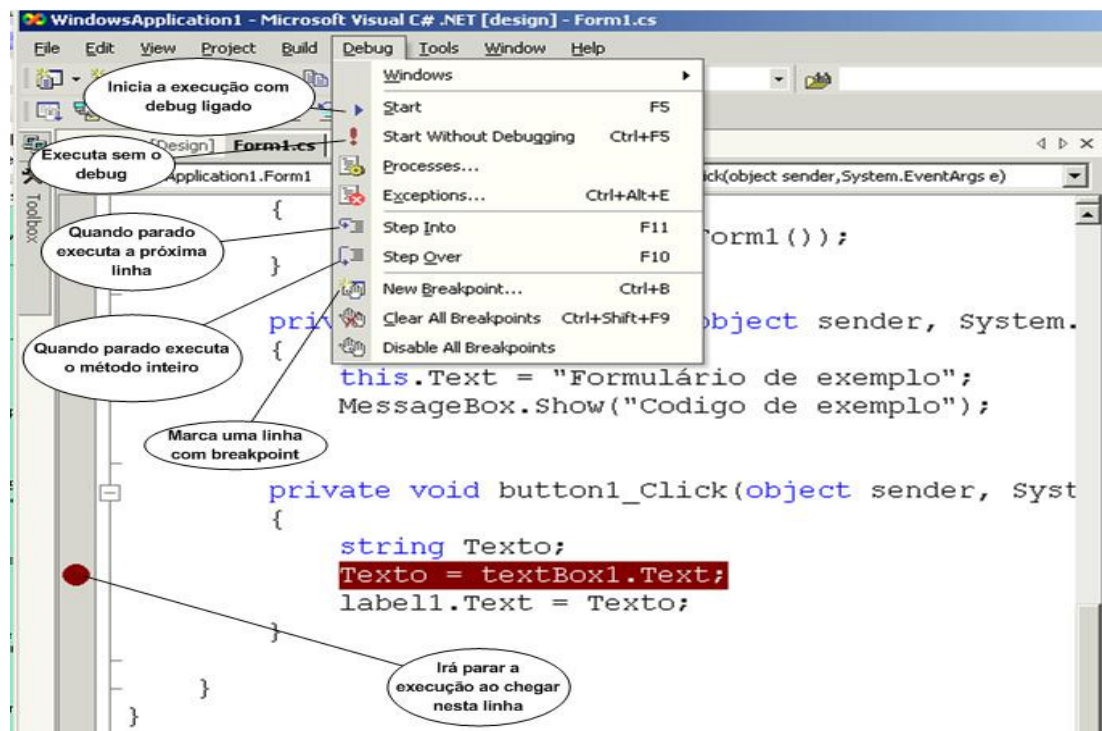 WindowsApplication1 - Microsoft Visual C# .NET [design] - Form1.cs
File Edit View Project Build Debug Tools Window Help
Inicia a execução com
debug ligado
Executa sem o
debug
Quando parado
executa a próxima
linha
Quando parado executa
o método inteiro
Marca uma linha
com breakpoint
Windows
Start F5
Start Without Debugging Ctrl+F5
Processes...
Exceptions... Ctrl+Alt+E
Step Into F11
Step Over F10
New Breakpoint... Ctrl+B
Clear All Breakpoints Ctrl+Shift+F9
Disable All Breakpoints
[Design] Form1.cs
Application1.Form1
ick(object sender,System.EventArgs e)
Toolbox
{
orm1());
}
priv bject sender, System.
{
this.Text = "Formulário de exemplo";
MessageBox.Show("Codigo de exemplo");
private void button1_Click(object sender, Syst
{
string Texto;
Texto = textBox1.Text;
label1.Text = Texto;
}
}
}
Irá parar a
execução ao chegar
nesta linha